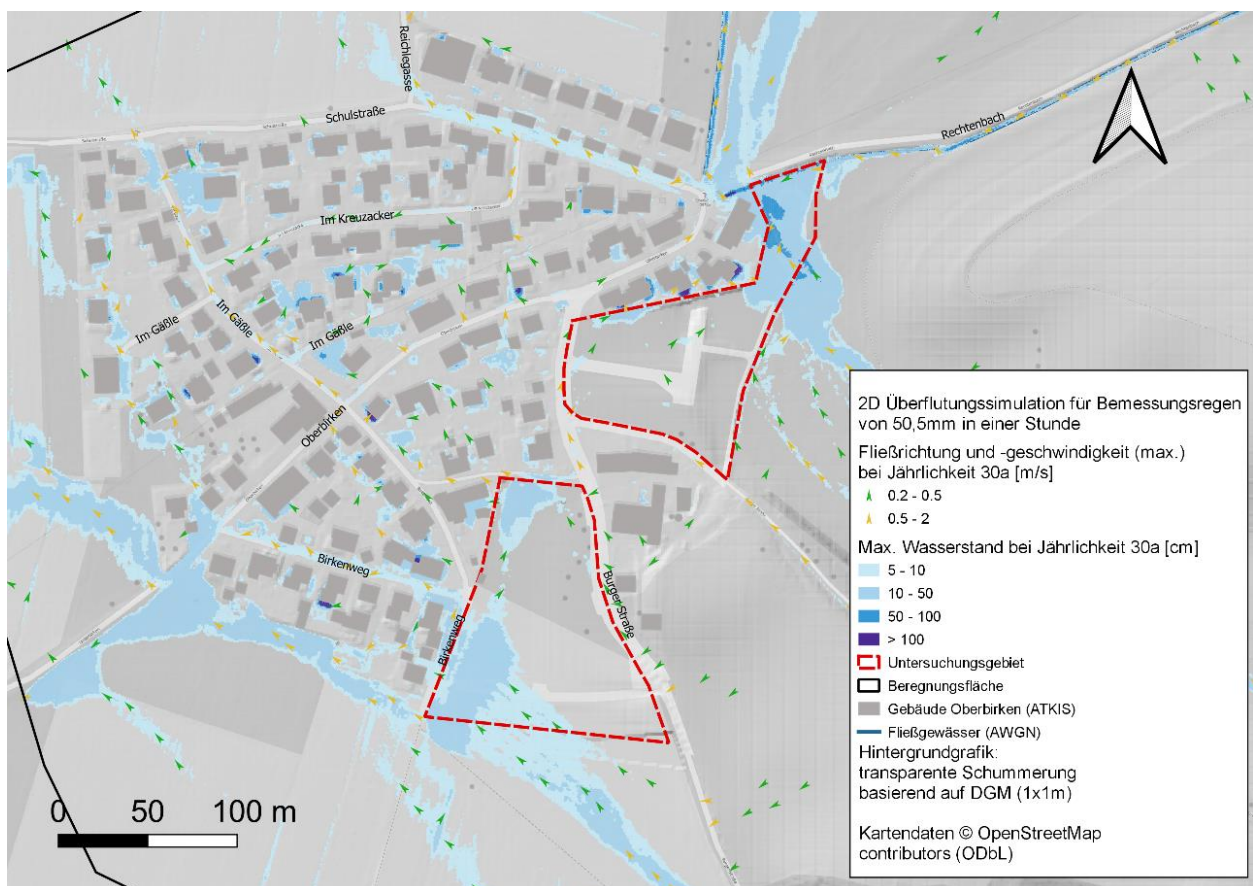 Reichlegasse
Schulstraße
Rechtenbach
Im Kreuzacker
Im Gäßle
Im Gäßle
Im Gäßle
Oberbirken
Birkenweg
Birkenweg
Burger Straße
0 50 100 m
2D Überflutungssimulation für Bemessungsregen
von 50,5mm in einer Stunde
Fließrichtung und -geschwindigkeit (max.)
bei Jährlichkeit 30a [m/s]
0.2 - 0.5
0.5 - 2
Max. Wasserstand bei Jährlichkeit 30a [cm]
5 - 10
10 - 50
50 - 100
> 100
Untersuchungsgebiet
Beregnungsfläche
Gebäude Oberbirken (ATKIS)
Fließgewässer (AWGN)
Hintergrundgrafik:
transparente Schummerung
basierend auf DGM (1x1m)
Kartendaten © OpenStreetMap
contributors (ODbL)